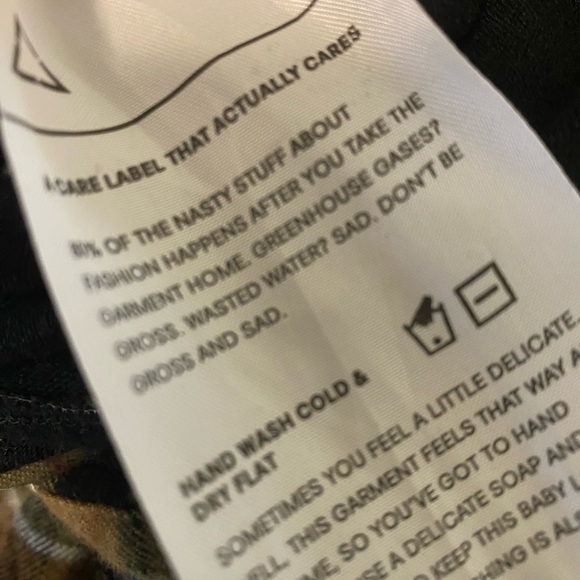 A CARE LABEL THAT ACTUALLY CARES
81% OF THE NASTY STUFF ABOUT
FASHION HAPPENS AFTER YOU TAKE THE
GARMENT HOME. GREENHOUSE GASES?
GROSS. WASTED WATER? SAD. DON'T BE
GROSS AND SAD.
HAND WASH COLD &
DRY FLAT
SOMETIMES YOU FEEL A LITTLE DELICATE.
THIS GARMENT FEELS THAT WAY
SO YOU'VE GOT TO HAND
A DELICATE SOAP AND
KEEP THIS BABY
IS